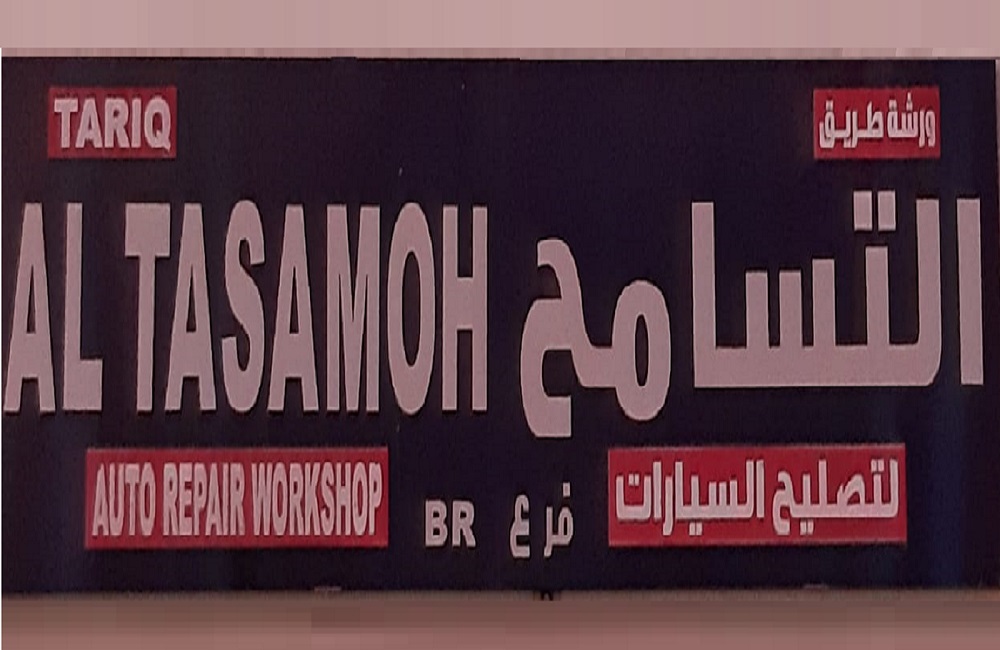 TARIQ ورشة طريق
AL TASAMOH التسامح
AUTO REPAIR WORKSHOP BR فرع لتصليح السيارات